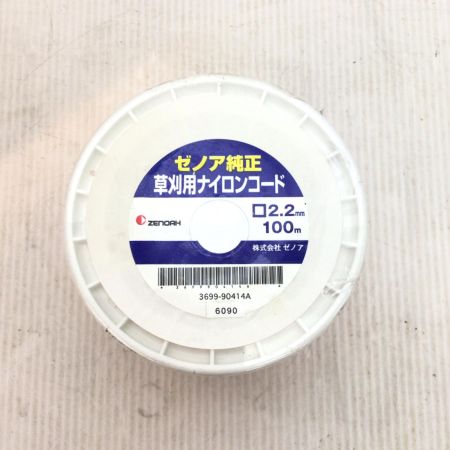 ゼノア純正
草刈用ナイロンコード
ZENOAH
□2.2mm
100m
株式会社 ゼノア
3699-90414A
6090